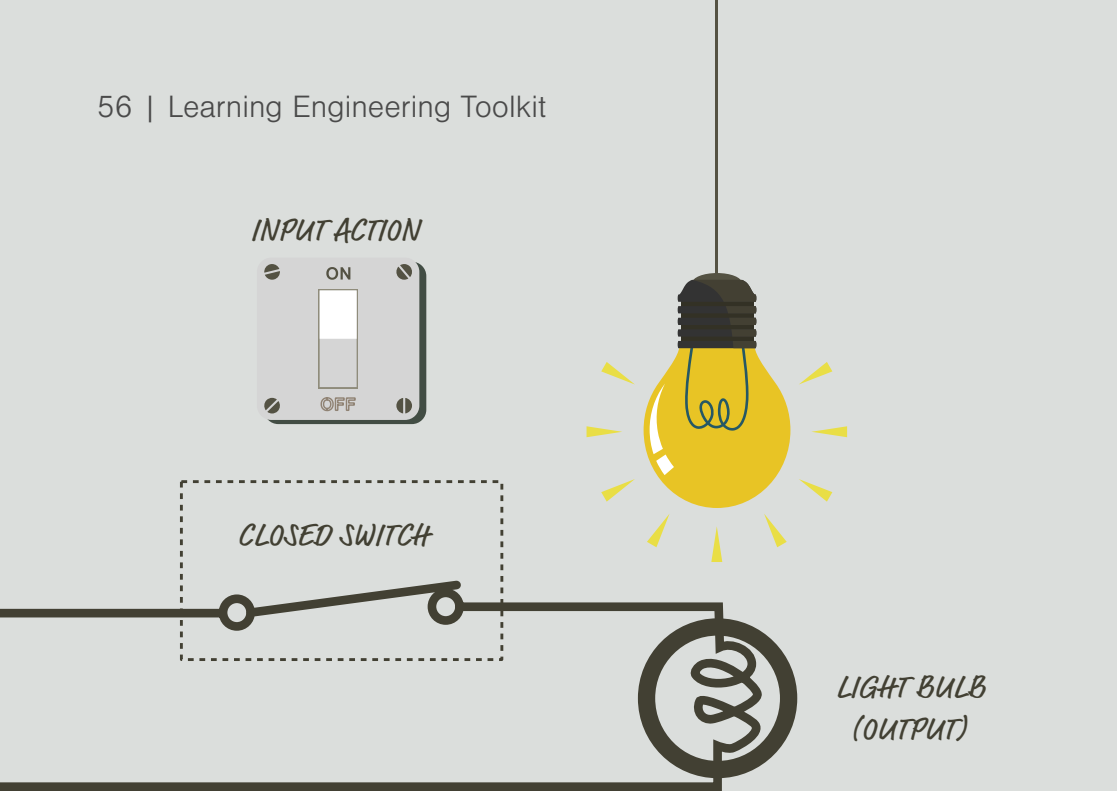 56 | Learning Engineering Toolkit
INPUT ACTION
ON
OFF
CLOSED SWITCH
LIGHT BULB
(OUTPUT)